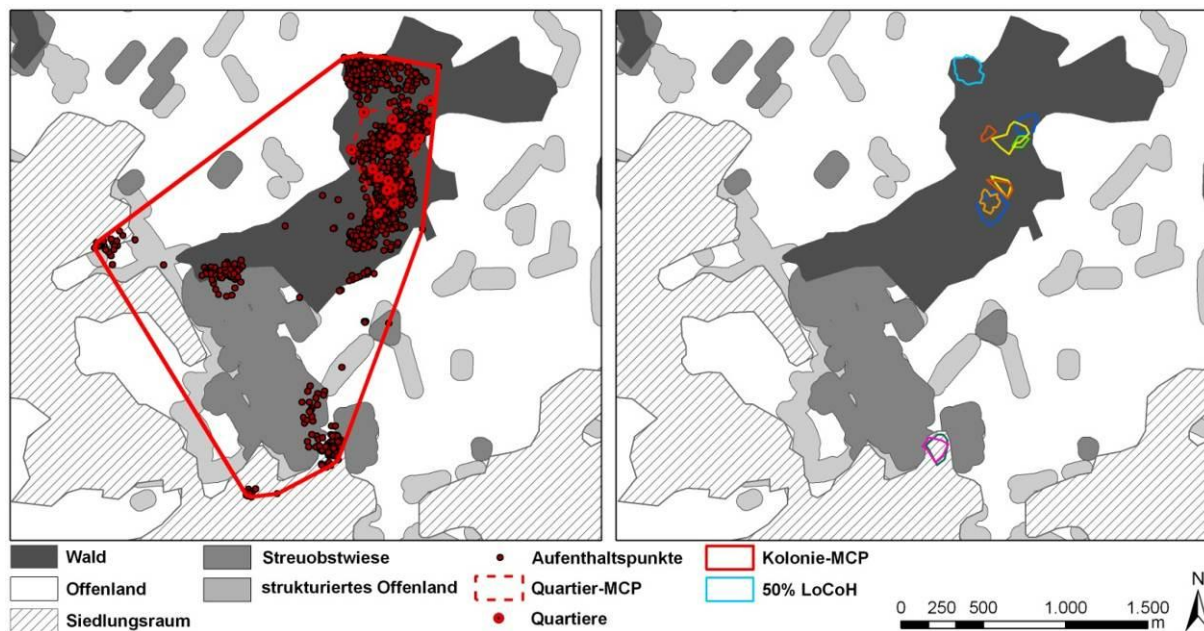 Wald
Streuobstwiese
Aufenthaltspunkte
Kolonie-MCP
Offenland
strukturiertes Offenland
Quartier-MCP
50% LoCoH
Siedlungsraum
Quartiere
N
0 250 500 1.000 1.500
m